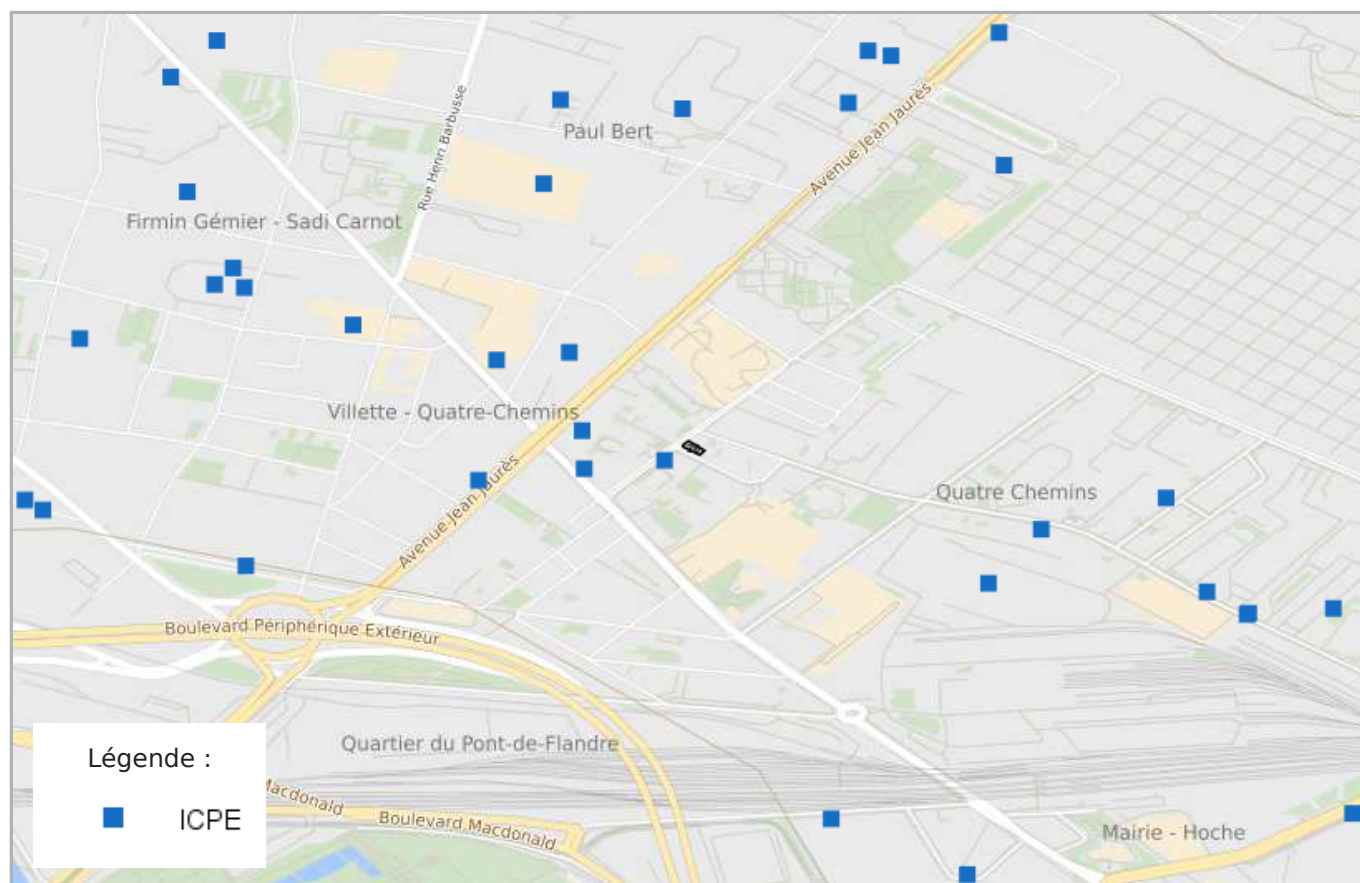 Rue Henri Barbusse
Paul Bert
Avenue Jean Jaurès
Firmin Gémier - Sadi Carnot
Villette - Quatre-Chemins
Avenue Jean Jaurès
Quatre Chemins
Boulevard Périphérique Extérieur
Quartier du Pont-de-Flandre
Légende :
ICPE
Macdonald
Boulevard Macdonald
Mairie - Hoche